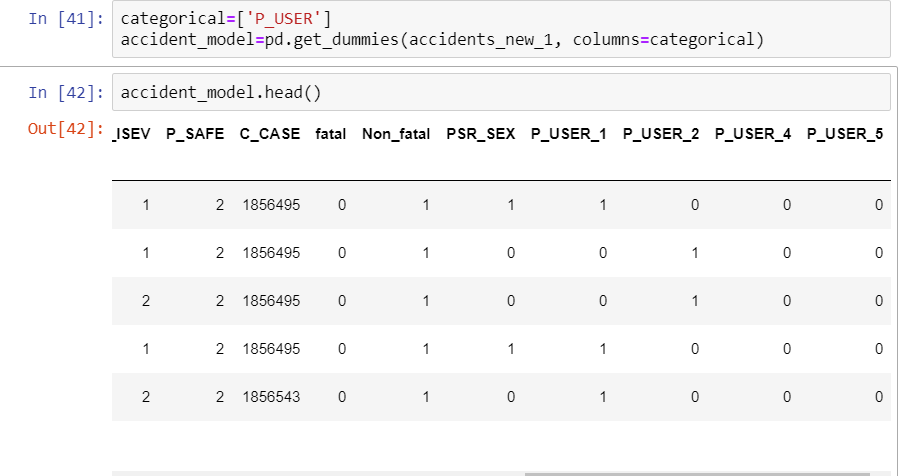 In [41]: categorical=['P_USER']
accident_model=pd.get_dummies(accidents_new_1, columns=categorical)
In [42]: accident_model.head()
Out[42]: _ISEV P_SAFE C_CASE fatal Non_fatal PSR_SEX P_USER_1 P_USER_2 P_USER_4 P_USER_5
1 2 1856495 0 1 1 1 0 0 0
1 2 1856495 0 1 0 0 1 0 0
2 2 1856495 0 1 0 0 1 0 0
1 2 1856495 0 1 1 1 0 0 0
2 2 1856543 0 1 0 1 0 0 0